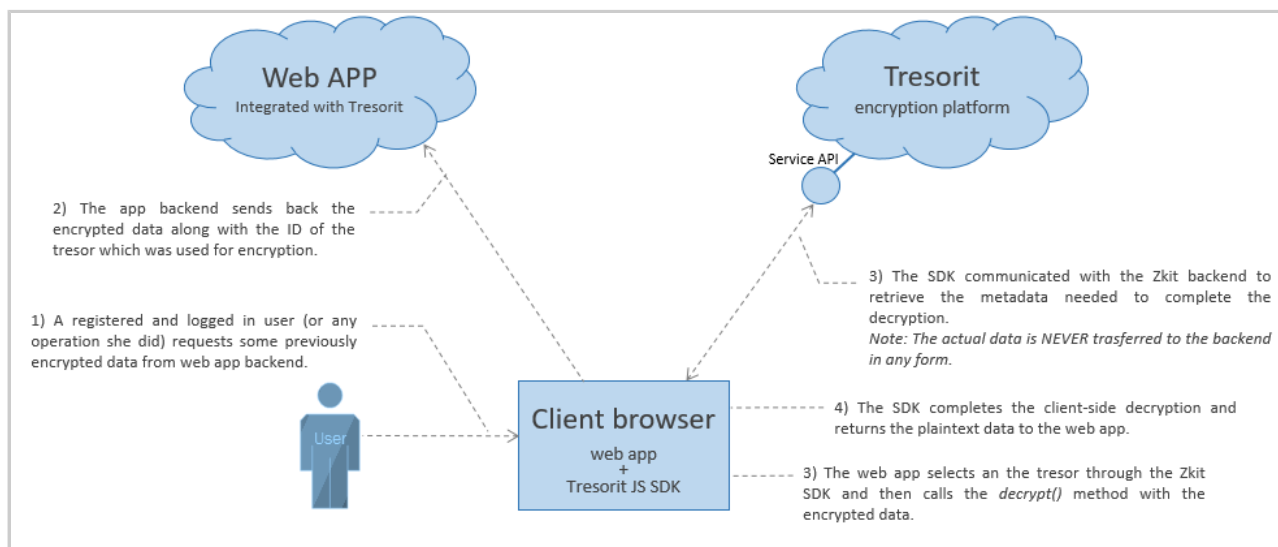 Web APP
Integrated with Tresorit
Tresorit
encryption platform
Service API
2) The app backend sends back the
encrypted data along with the ID of the
tresor which was used for encryption.
3) The SDK communicated with the Zkit backend to
retrieve the metadata needed to complete the
decryption.
Note: The actual data is NEVER trasferred to the backend
in any form.
1) A registered and logged in user (or any
operation she did) requests some previously
encrypted data from web app backend.
User
Client browser
web app
+
Tresorit JS SDK
4) The SDK completes the client-side decryption and
returns the plaintext data to the web app.
3) The web app selects an the tresor through the Zkit
SDK and then calls the decrypt() method with the
encrypted data.